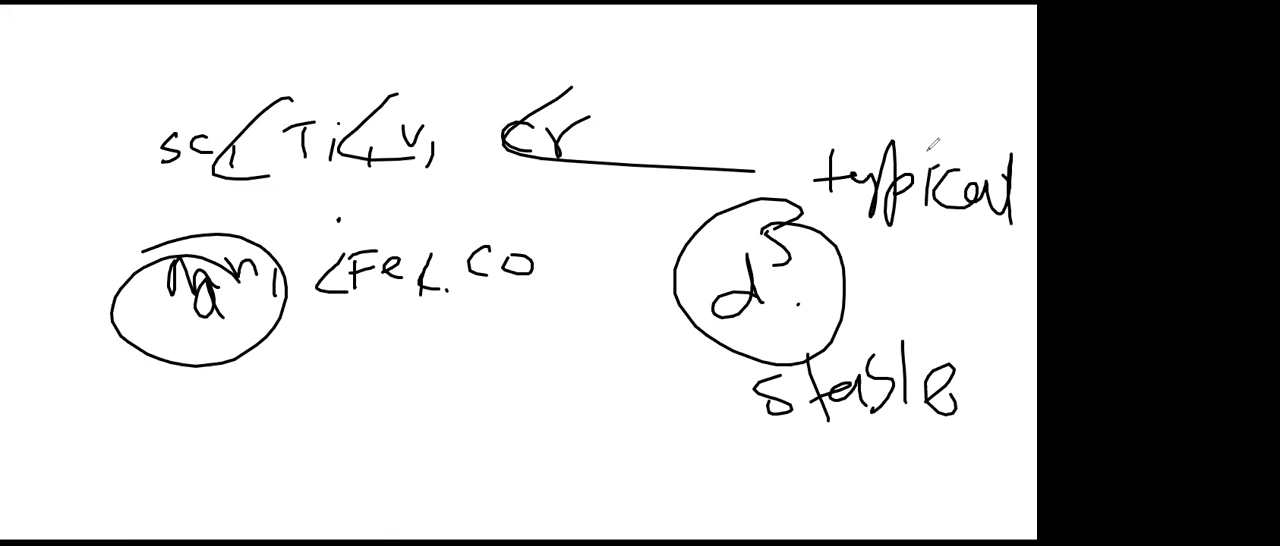 Sc, < Ti < V, < Cr
typical
Mn, < Fe < . Co
d5.
stable